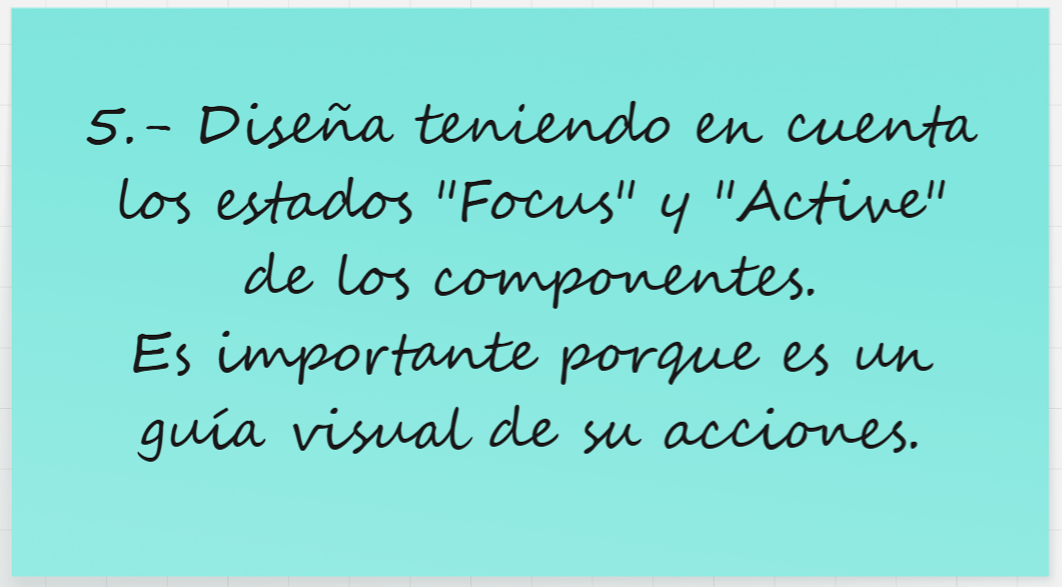 5.- Diseña teniendo en cuenta
los estados "Focus" y "Active"
de los componentes.
Es importante porque es un
guía visual de su acciones.